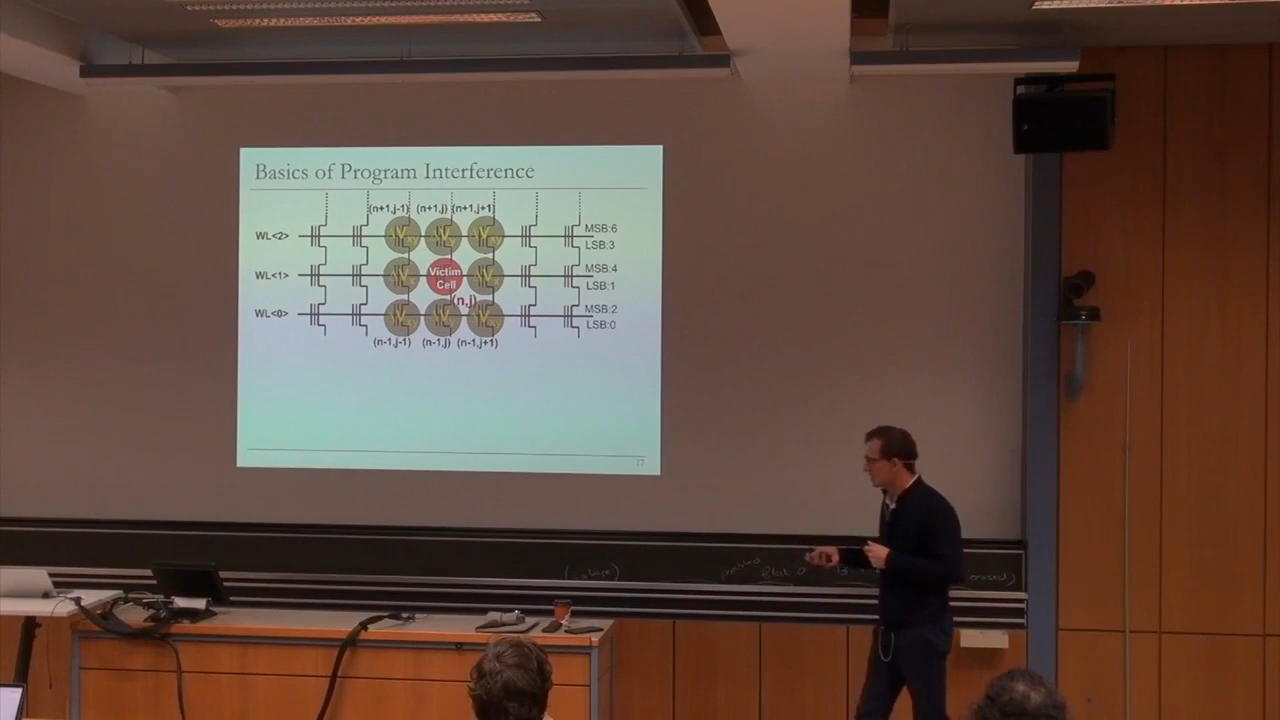 Basics of Program Interference
(n+1,j-1) (n+1,j) (n+1,j+1)
WL<2>
MSB:6
LSB:3
WL<1>
Victim
Cell
MSB:4
LSB:1
(n,j)
WL<0>
MSB:2
LSB:0
(n-1,j-1) (n-1,j) (n-1,j+1)
77